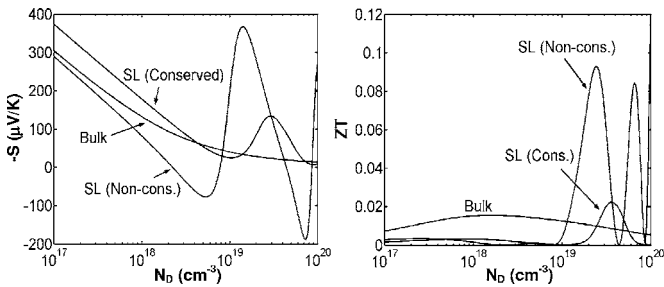 400
300
200
100
0
-100
-200
-S (µV/K)
SL (Conserved)
Bulk
SL (Non-cons.)
10^17
10^18
10^19
10^20
N_D (cm^-3)
0.12
0.1
0.08
0.06
0.04
0.02
0
ZT
SL (Non-cons.)
SL (Cons.)
Bulk
10^17
10^18
10^19
10^20
N_D (cm^-3)